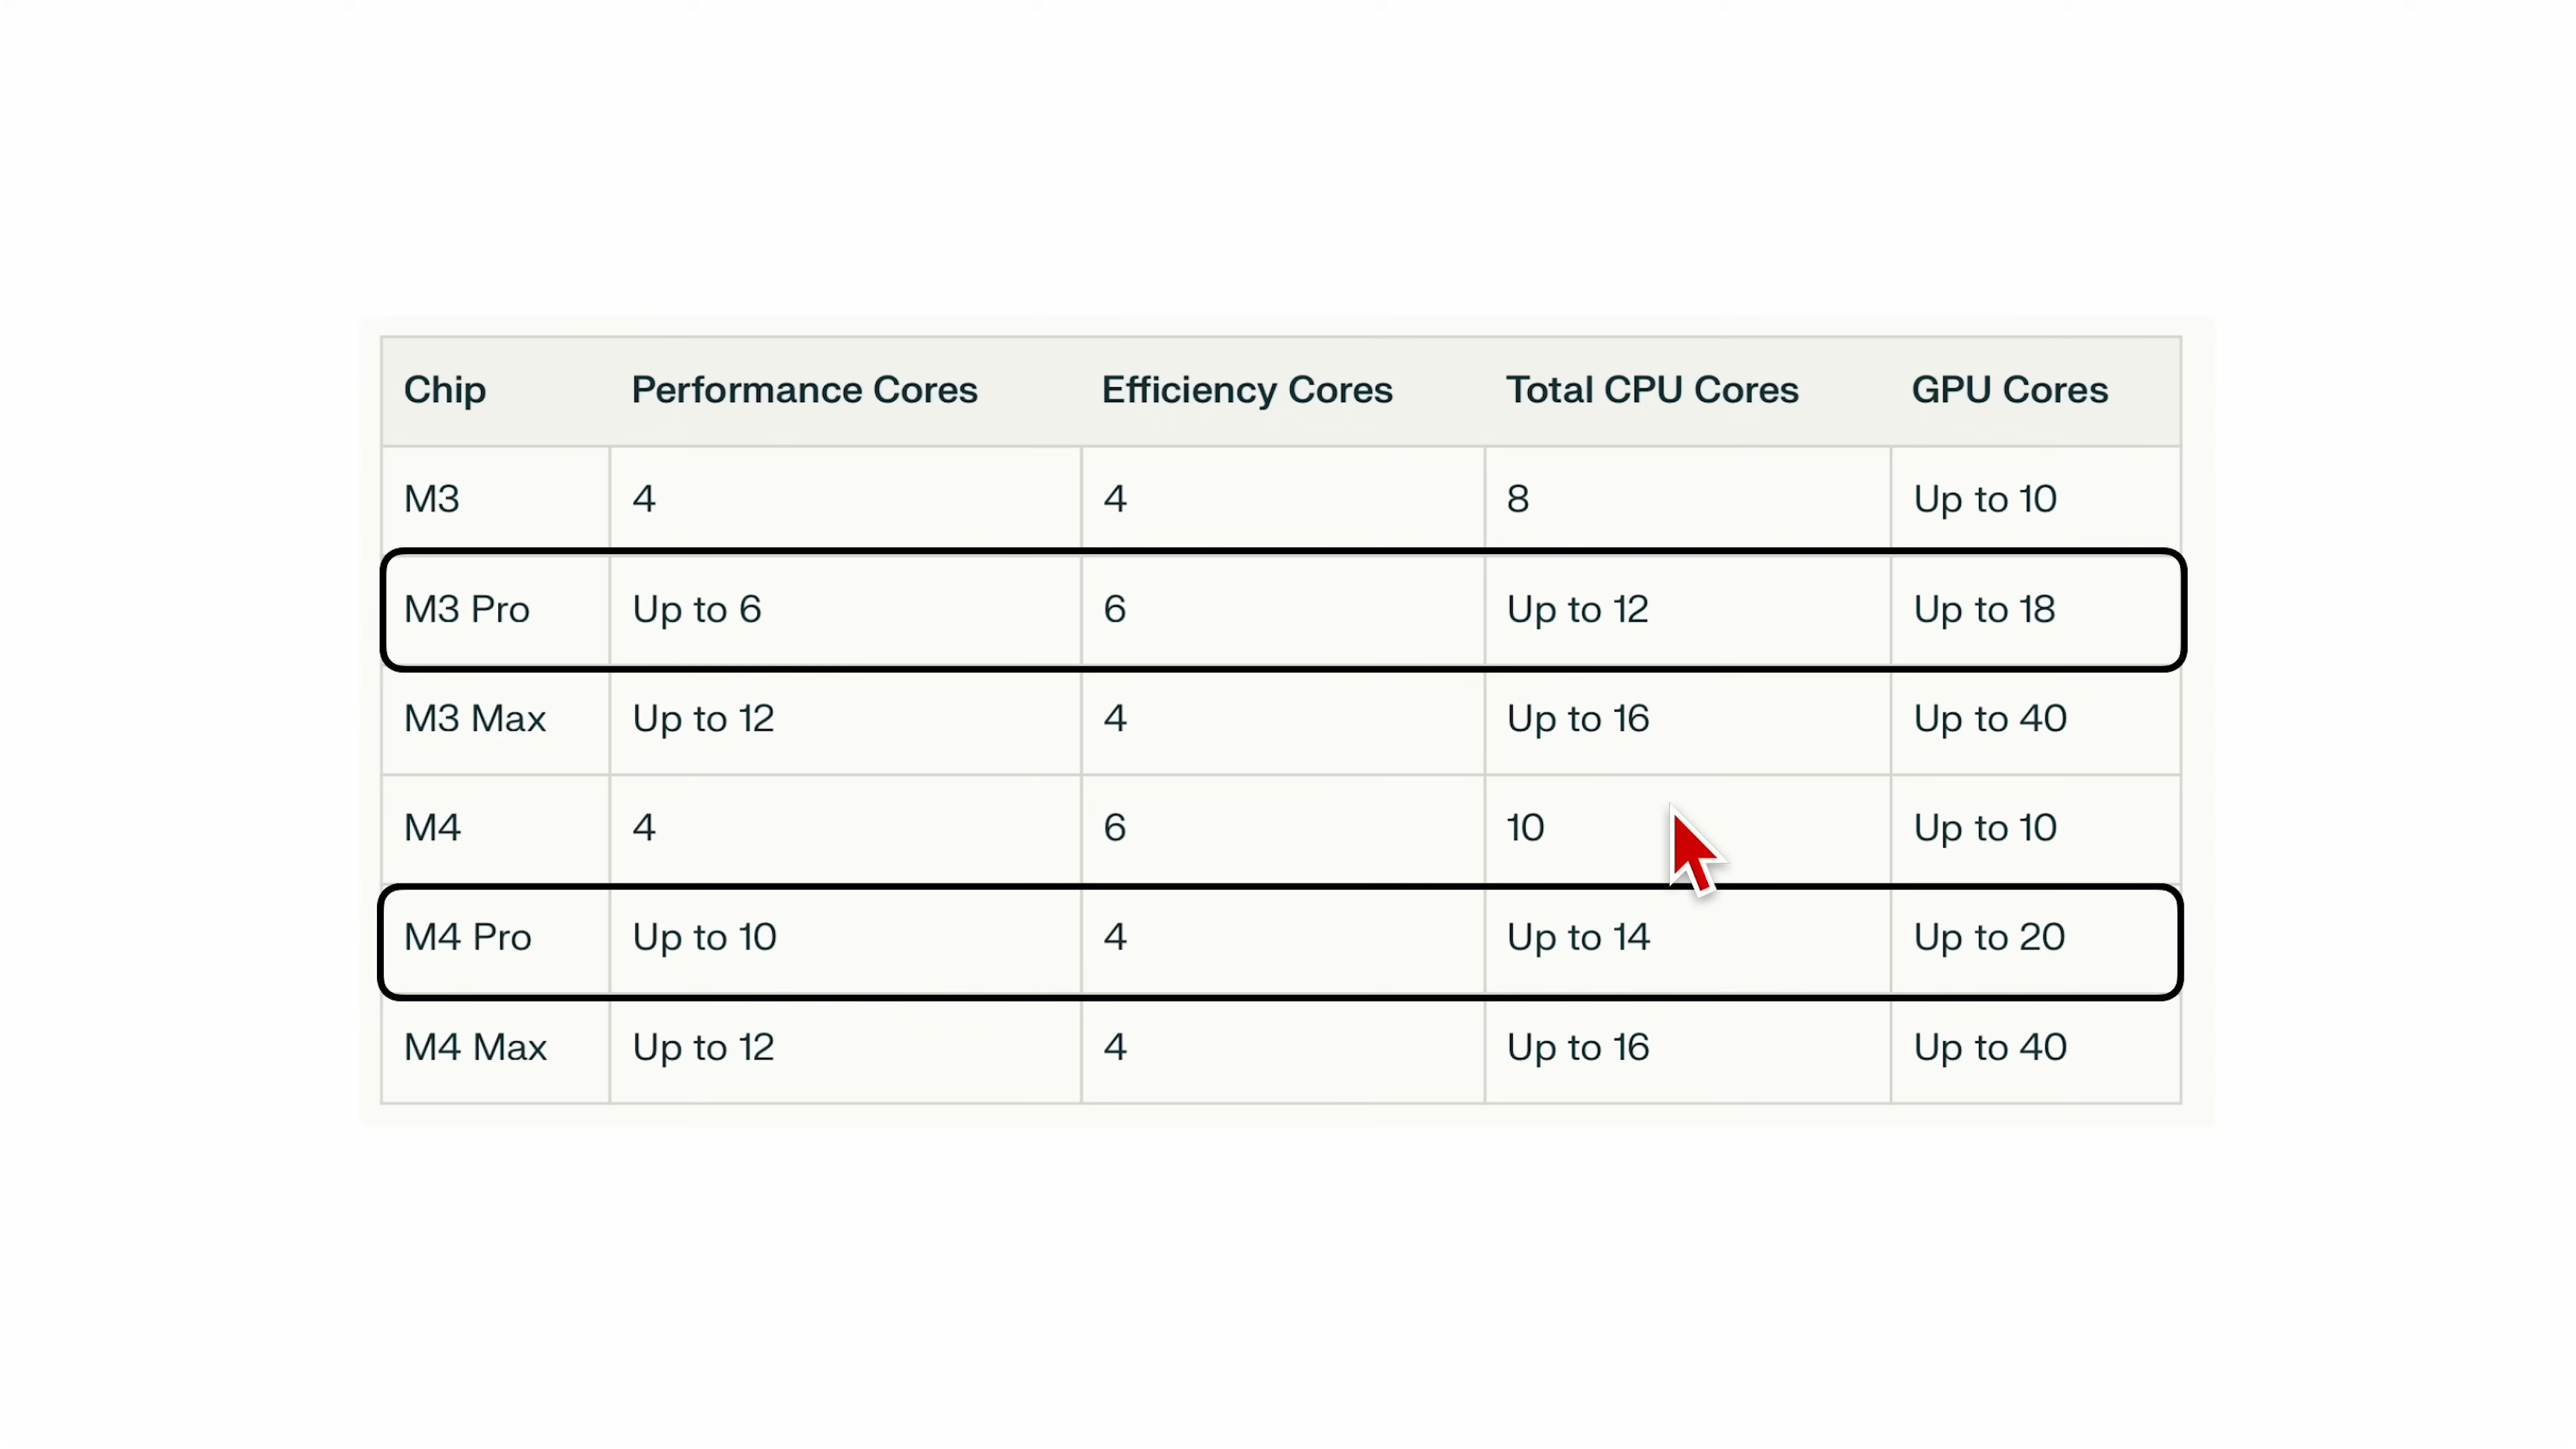 Chip Performance Cores Efficiency Cores Total CPU Cores GPU Cores
M3 4 4 8 Up to 10
M3 Pro Up to 6 6 Up to 12 Up to 18
M3 Max Up to 12 4 Up to 16 Up to 40
M4 4 6 10 Up to 10
M4 Pro Up to 10 4 Up to 14 Up to 20
M4 Max Up to 12 4 Up to 16 Up to 40